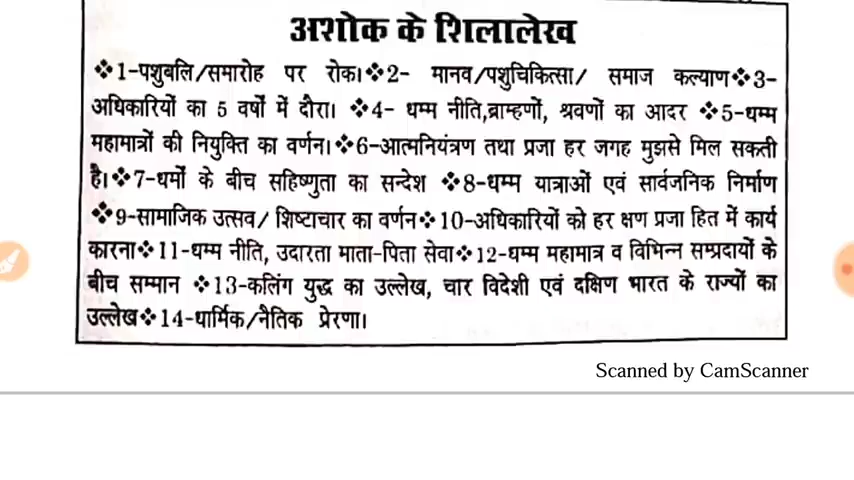 अशोक के शिलालेख
❖1-पशुबलि/समारोह पर रोक।❖2- मानव/पशुचिकित्सा/ समाज कल्याण❖3-
अधिकारियों का 5 वर्षो में दौरा। ❖4- धम्म नीति,ब्राम्हणों, श्रवणों का आदर ❖5-धम्म
महामात्रों की नियुक्ति का वर्णन।❖6-आत्मनियंत्रण तथा प्रजा हर जगह मुझसे मिल सकती
है।❖7-धर्मो के बीच सहिष्णुता का सन्देश ❖8-धम्म यात्राओं एवं सार्वजनिक निर्माण
❖9-सामाजिक उत्सव/ शिष्टाचार का वर्णन❖10-अधिकारियों को हर क्षण प्रजा हित में कार्य
कारना❖11-धम्म नीति, उदारता माता-पिता सेवा❖12-धम्म महामात्र व विभिन्न सम्प्रदायों के
बीच सम्मान ❖13-कलिंग युद्ध का उल्लेख, चार विदेशी एवं दक्षिण भारत के राज्यों का
उल्लेख❖14-धार्मिक/नैतिक प्रेरणा।
Scanned by CamScanner